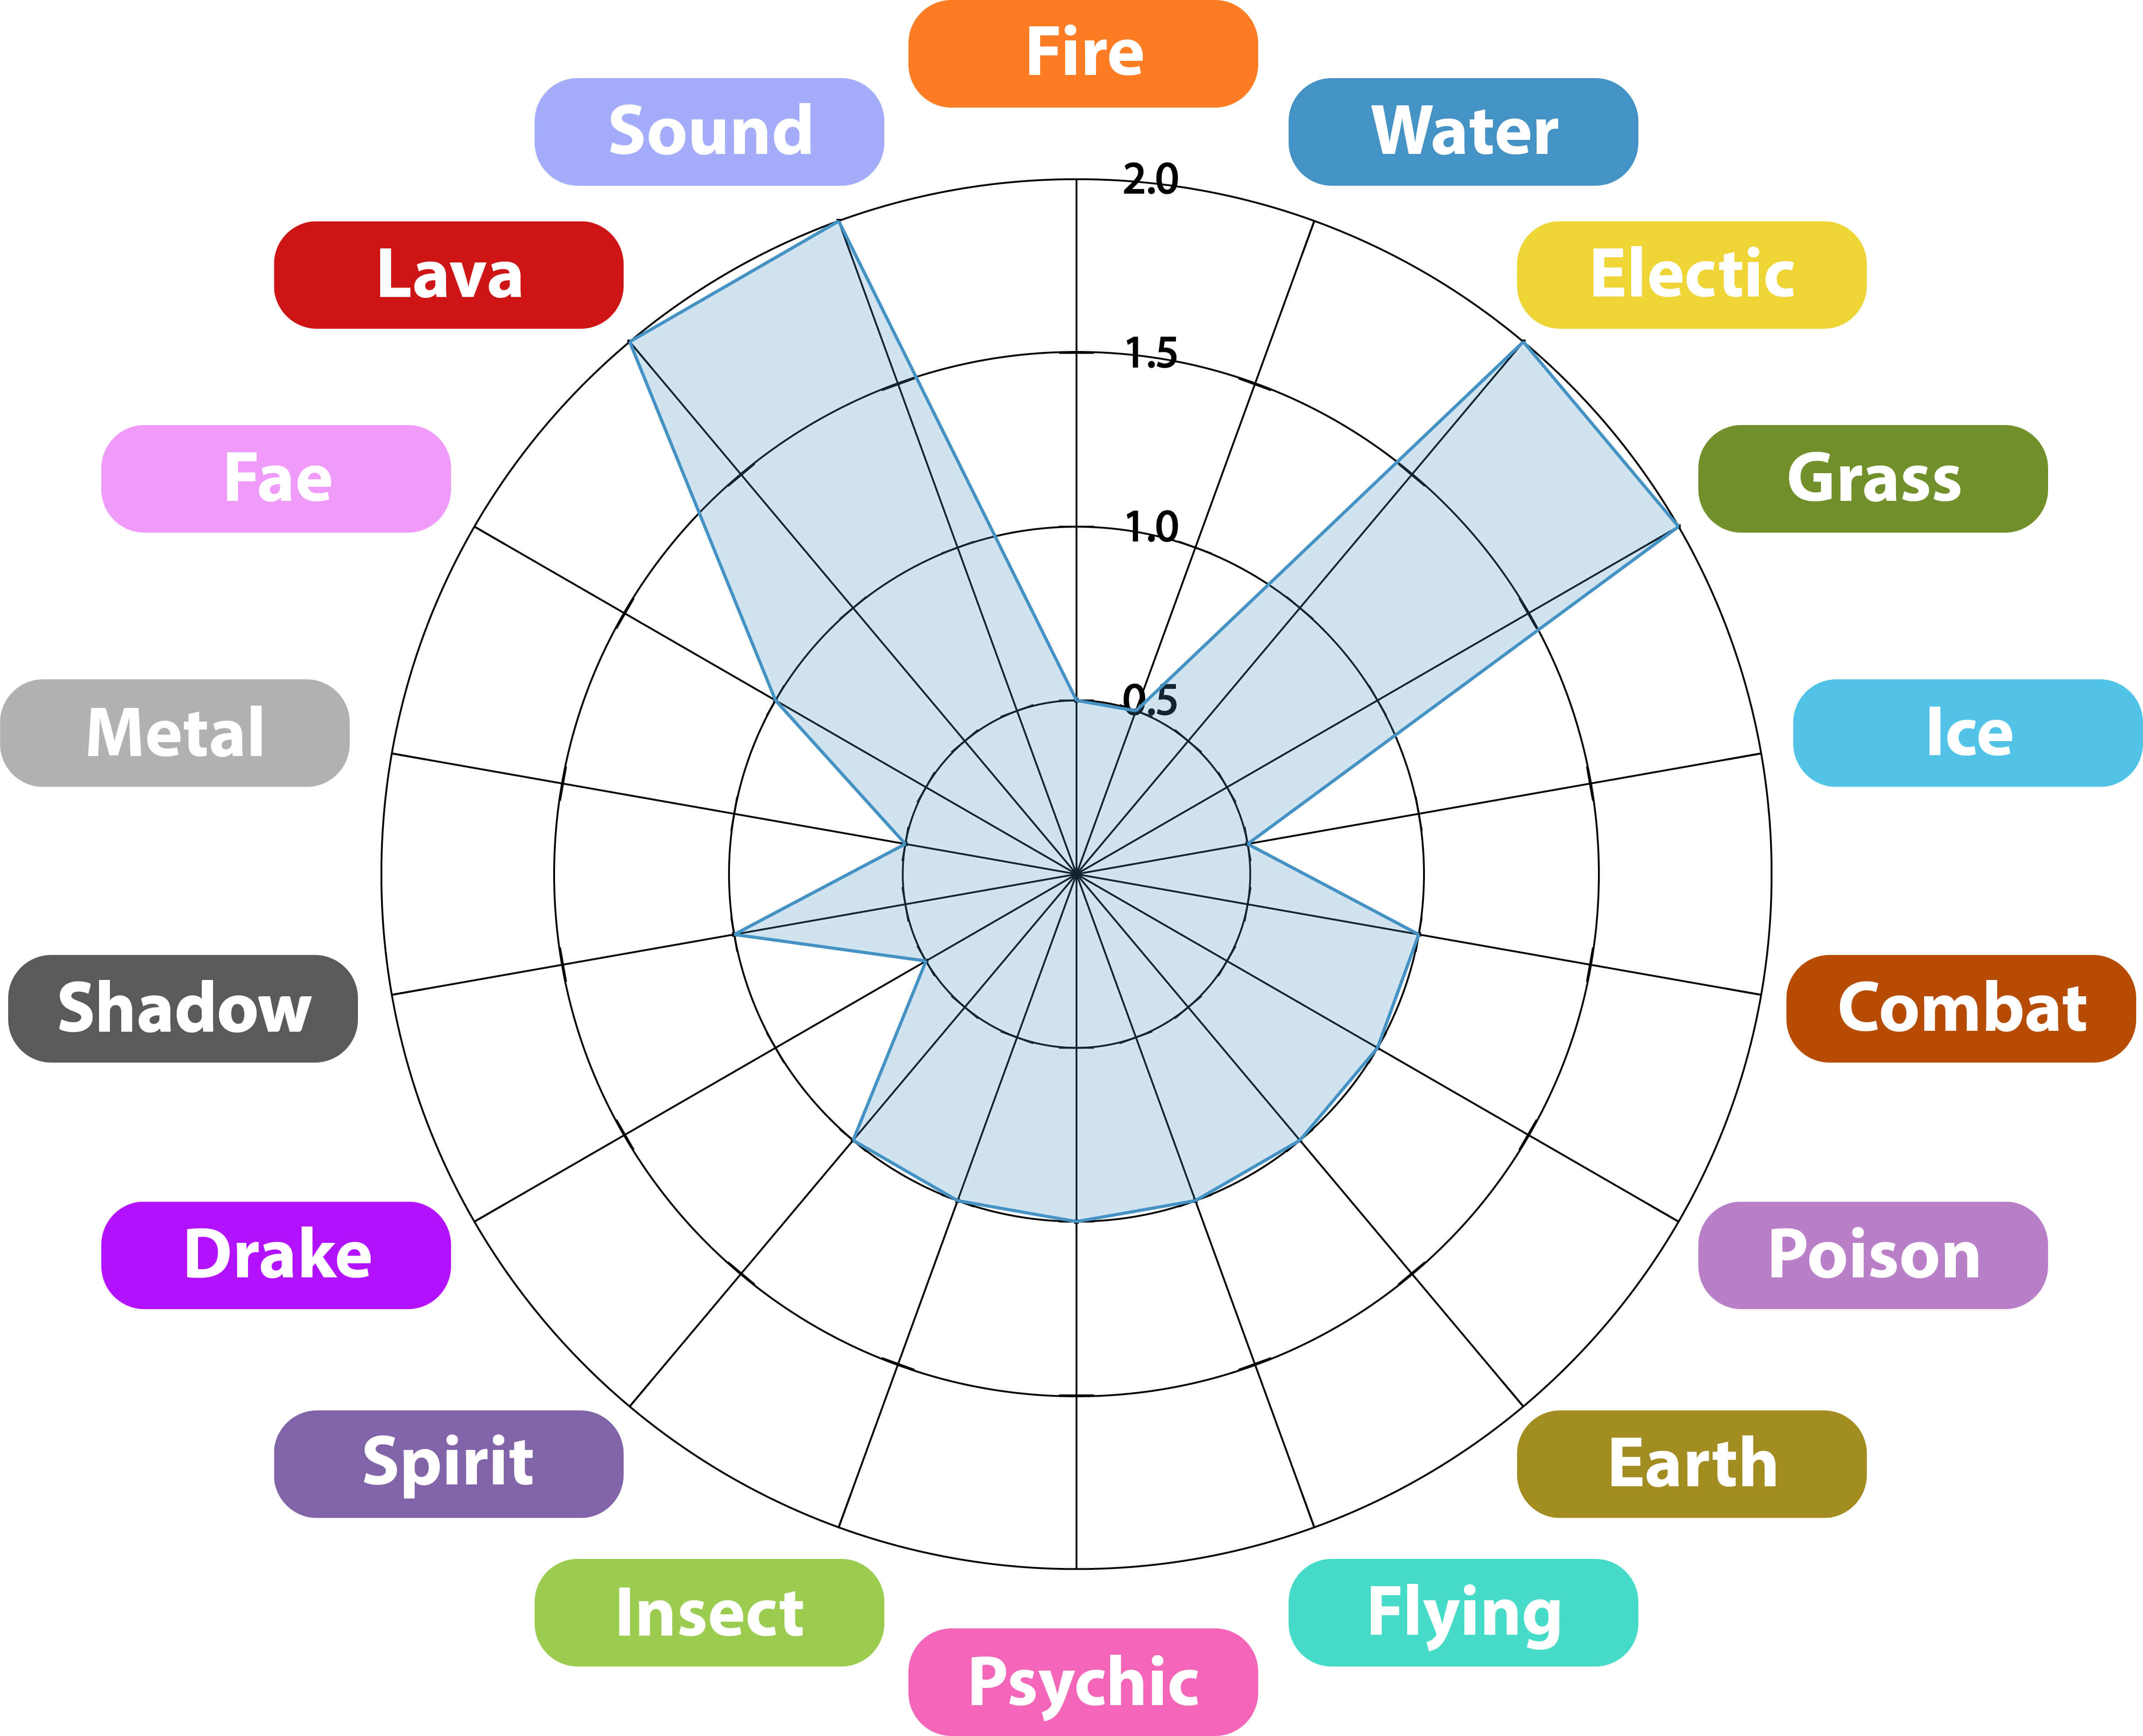 Fire
Sound
Water
2.0
Lava
Electic
1.5
Fae
Grass
1.0
Metal
0.5
Ice
Shadow
Combat
Drake
Poison
Spirit
Earth
Insect
Flying
Psychic